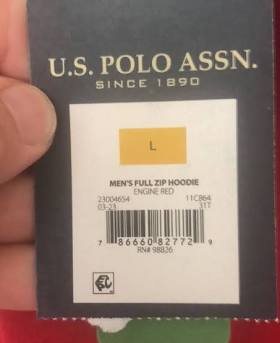 U.S. POLO ASSN.
SINCE 1890
L
MEN'S FULL ZIP HOODIE
ENGINE RED
23004654 11C864
03-23 31T
7 86660 82772 9
RN# 98826